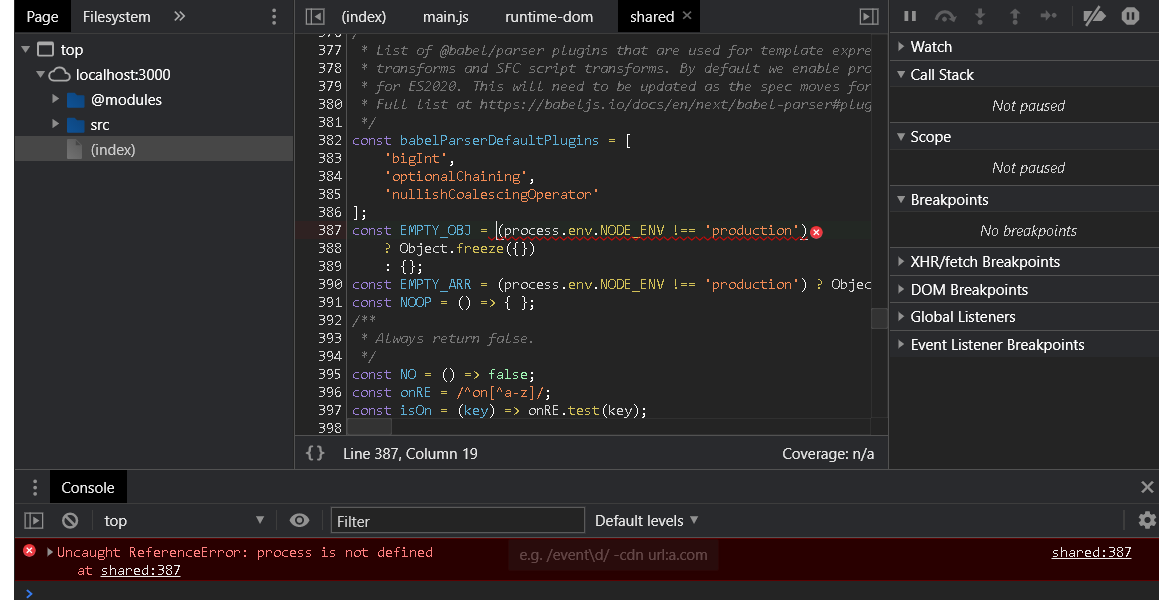 Page Filesystem »
(index) main.js runtime-dom shared ×
top
localhost:3000
@modules
src
(index)
376 /*
377  * List of @babel/parser plugins that are used for template expre
378  * transforms and SFC script transforms. By default we enable pro
379  * for ES2020. This will need to be updated as the spec moves for
380  * Full list at https://babeljs.io/docs/en/next/babel-parser#plug
381  */
382 const babelParserDefaultPlugins = [
383     'bigInt',
384     'optionalChaining',
385     'nullishCoalescingOperator'
386 ];
387 const EMPTY_OBJ = (process.env.NODE_ENV !== 'production')
388     ? Object.freeze({})
389     : {};
390 const EMPTY_ARR = (process.env.NODE_ENV !== 'production') ? Objec
391 const NOOP = () => { };
392 /**
393  * Always return false.
394  */
395 const NO = () => false;
396 const onRE = /^on[^a-z]/;
397 const isOn = (key) => onRE.test(key);
398
{} Line 387, Column 19 Coverage: n/a
Watch
Call Stack
Not paused
Scope
Not paused
Breakpoints
No breakpoints
XHR/fetch Breakpoints
DOM Breakpoints
Global Listeners
Event Listener Breakpoints
Console
top Filter Default levels
Uncaught ReferenceError: process is not defined shared:387
at shared:387
e.g. /event\d/ -cdn url:a.com